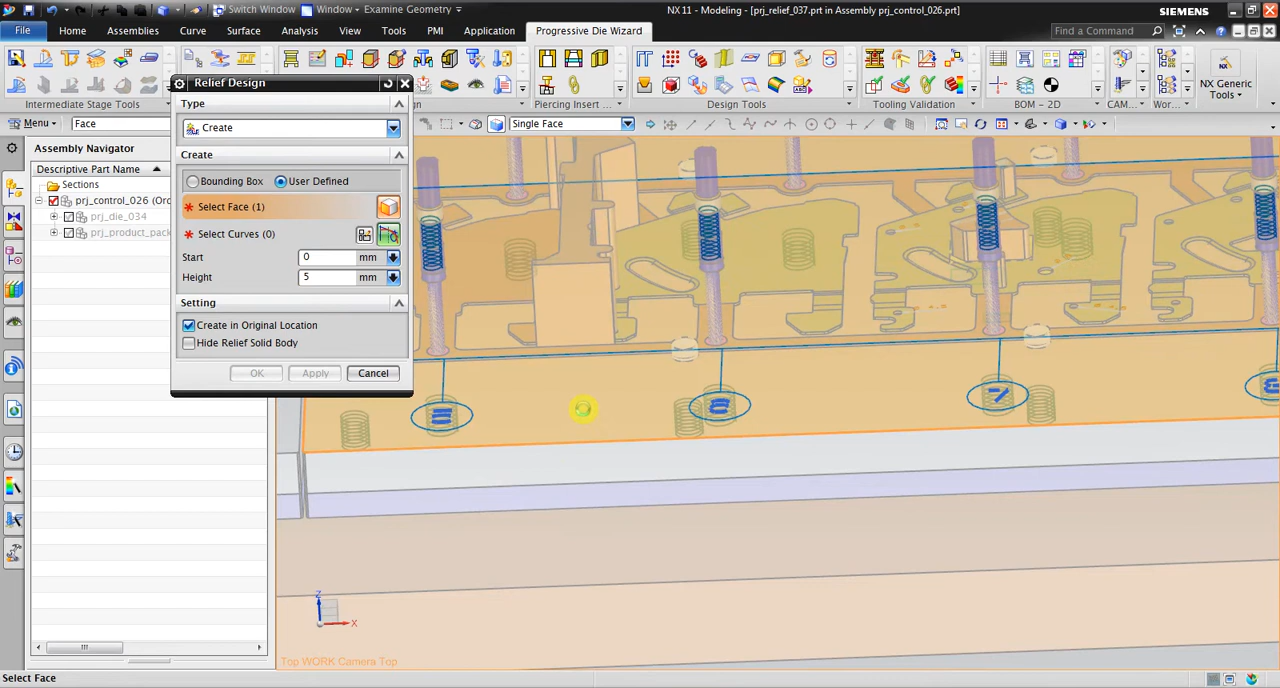 Switch Window Window Examine Geometry
NX 11 - Modeling - [prj_relief_037.prt in Assembly prj_control_026.prt]
SIEMENS
File Home Assemblies Curve Surface Analysis View Tools PMI Application Progressive Die Wizard
Find a Command
NX Generic
Tools
Intermediate Stage Tools
Piercing Insert ... Design Tools Tooling Validation BOM - 2D CAM... Wor...
Menu
Face
Single Face
Relief Design
Type
Create
Create
Bounding Box User Defined
* Select Face (1)
* Select Curves (0)
Start 0 mm
Height 5 mm
Setting
Create in Original Location
Hide Relief Solid Body
OK Apply Cancel
Assembly Navigator
Descriptive Part Name
Sections
prj_control_026 (Orc
prj_die_034
prj_product_pack
8
7
Z
X
Top WORK Camera Top
Select Face